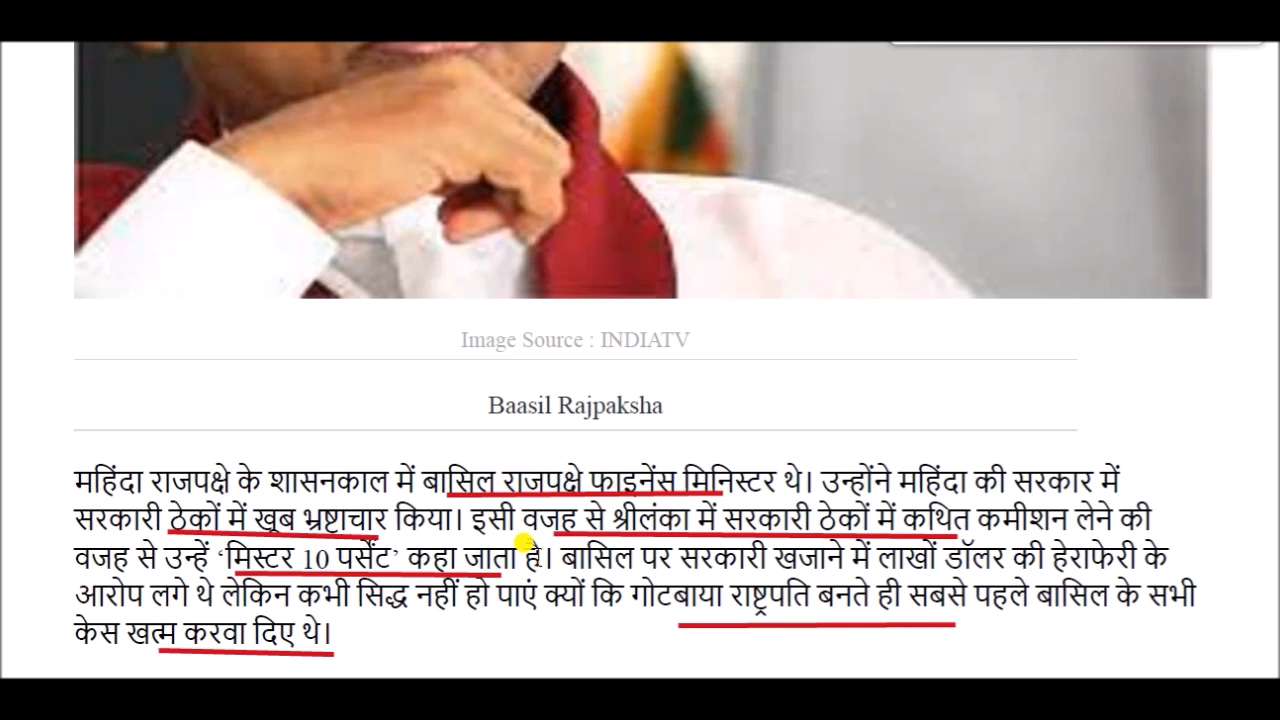 Image Source : INDIATV
Baasil Rajpaksha
महिंदा राजपक्षे के शासनकाल में बासिल राजपक्षे फाइनेंस मिनिस्टर थे। उन्होंने महिंदा की सरकार में
सरकारी ठेकों में खूब भ्रष्टाचार किया। इसी वजह से श्रीलंका में सरकारी ठेकों में कथित कमीशन लेने की
वजह से उन्हें ‘मिस्टर 10 पर्सेंट’ कहा जाता है। बासिल पर सरकारी खजाने में लाखों डॉलर की हेराफेरी के
आरोप लगे थे लेकिन कभी सिद्ध नहीं हो पाएं क्यों कि गोटबाया राष्ट्रपति बनते ही सबसे पहले बासिल के सभी
केस खत्म करवा दिए थे।